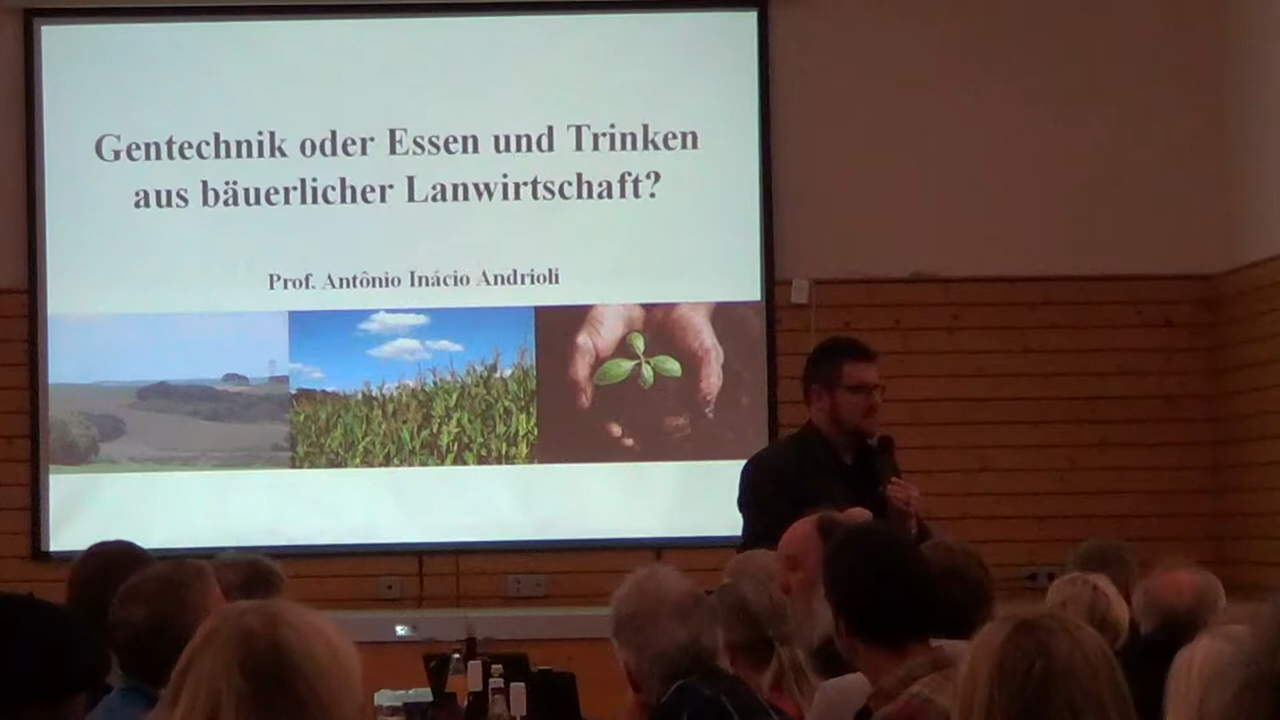 Gentechnik oder Essen und Trinken
aus bäuerlicher Lanwirtschaft?
Prof. Antônio Inácio Andrioli